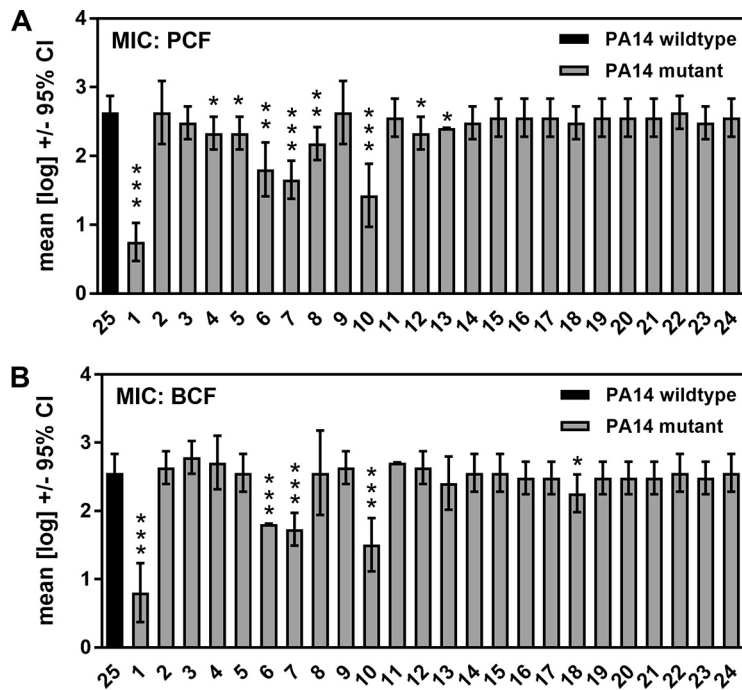 A
MIC: PCF
PA14 wildtype
PA14 mutant
mean [log] +/- 95% CI
4
3
2
1
0
***
*
*
**
***
**
***
*
*
25 1 2 3 4 5 6 7 8 9 10 11 12 13 14 15 16 17 18 19 20 21 22 23 24
B
MIC: BCF
PA14 wildtype
PA14 mutant
mean [log] +/- 95% CI
4
3
2
1
0
***
***
***
***
*
25 1 2 3 4 5 6 7 8 9 10 11 12 13 14 15 16 17 18 19 20 21 22 23 24